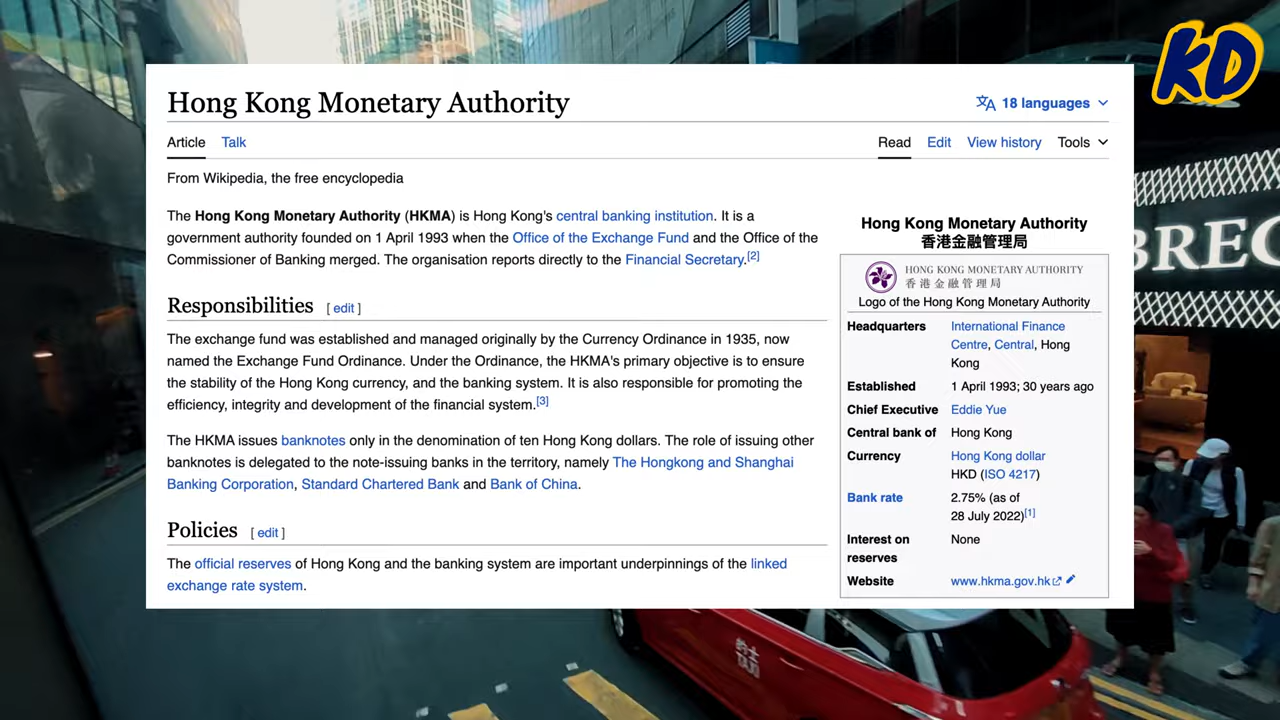 KD
Hong Kong Monetary Authority
18 languages
Article Talk
Read Edit View history Tools
From Wikipedia, the free encyclopedia
The Hong Kong Monetary Authority (HKMA) is Hong Kong's central banking institution. It is a
government authority founded on 1 April 1993 when the Office of the Exchange Fund and the Office of the
Commissioner of Banking merged. The organisation reports directly to the Financial Secretary.[2]
Responsibilities [ edit ]
The exchange fund was established and managed originally by the Currency Ordinance in 1935, now
named the Exchange Fund Ordinance. Under the Ordinance, the HKMA's primary objective is to ensure
the stability of the Hong Kong currency, and the banking system. It is also responsible for promoting the
efficiency, integrity and development of the financial system.[3]
The HKMA issues banknotes only in the denomination of ten Hong Kong dollars. The role of issuing other
banknotes is delegated to the note-issuing banks in the territory, namely The Hongkong and Shanghai
Banking Corporation, Standard Chartered Bank and Bank of China.
Policies [ edit ]
The official reserves of Hong Kong and the banking system are important underpinnings of the linked
exchange rate system.
Hong Kong Monetary Authority
香港金融管理局
HONG KONG MONETARY AUTHORITY
香港金融管理局
Logo of the Hong Kong Monetary Authority
Headquarters International Finance
Centre, Central, Hong
Kong
Established 1 April 1993; 30 years ago
Chief Executive Eddie Yue
Central bank of Hong Kong
Currency Hong Kong dollar
HKD (ISO 4217)
Bank rate 2.75% (as of
28 July 2022)[1]
Interest on None
reserves
Website www.hkma.gov.hk
BREG
的士
TAXI